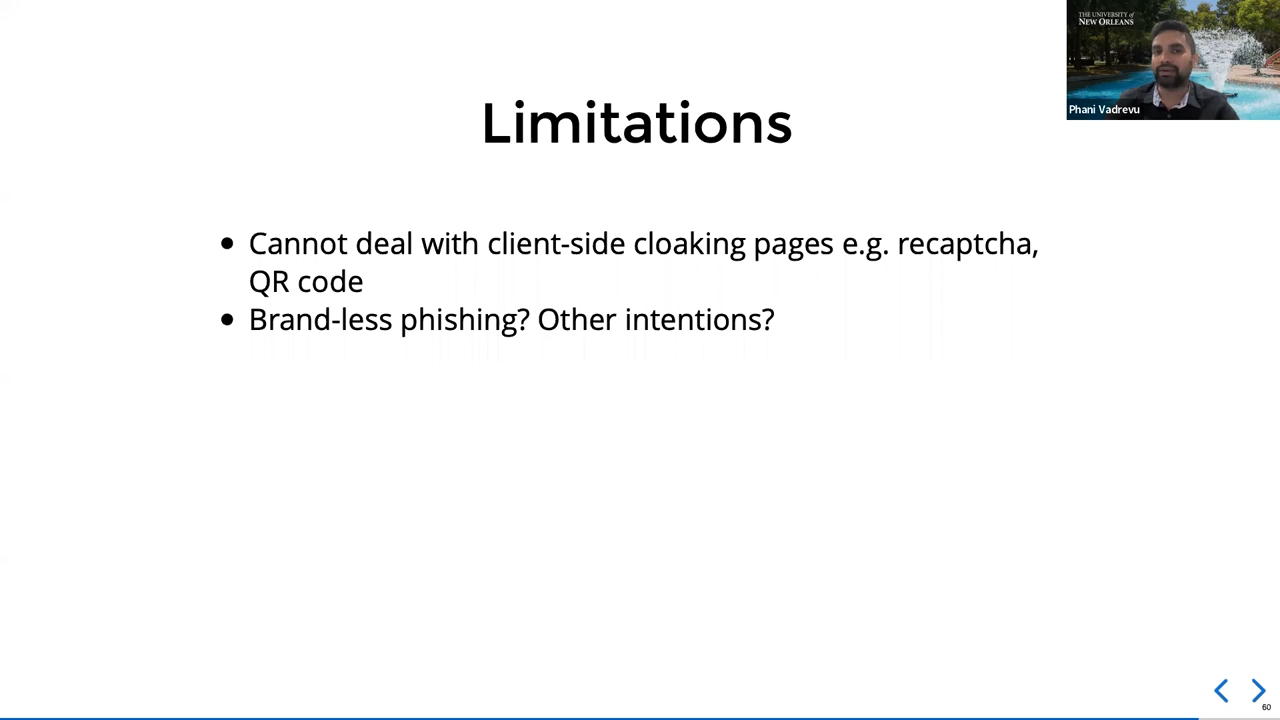 THE UNIVERSITY of
NEW ORLEANS
Phani Vadrevu
Limitations
Cannot deal with client-side cloaking pages e.g. recaptcha,
QR code
Brand-less phishing? Other intentions?
60